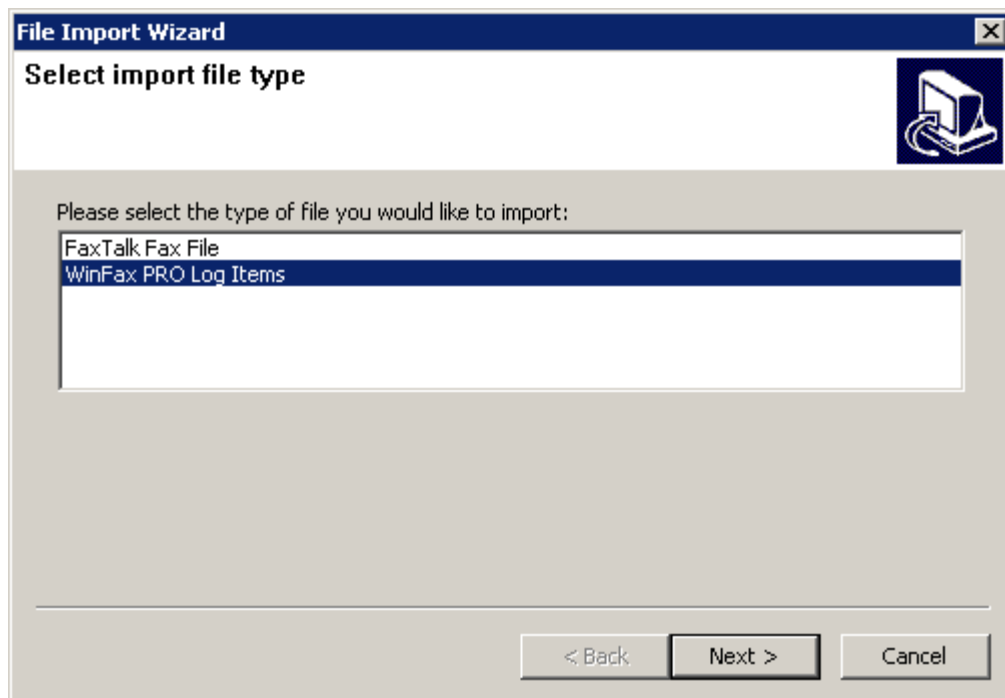 File Import Wizard
Select import file type
Please select the type of file you would like to import:
FaxTalk Fax File
WinFax PRO Log Items
< Back
Next >
Cancel